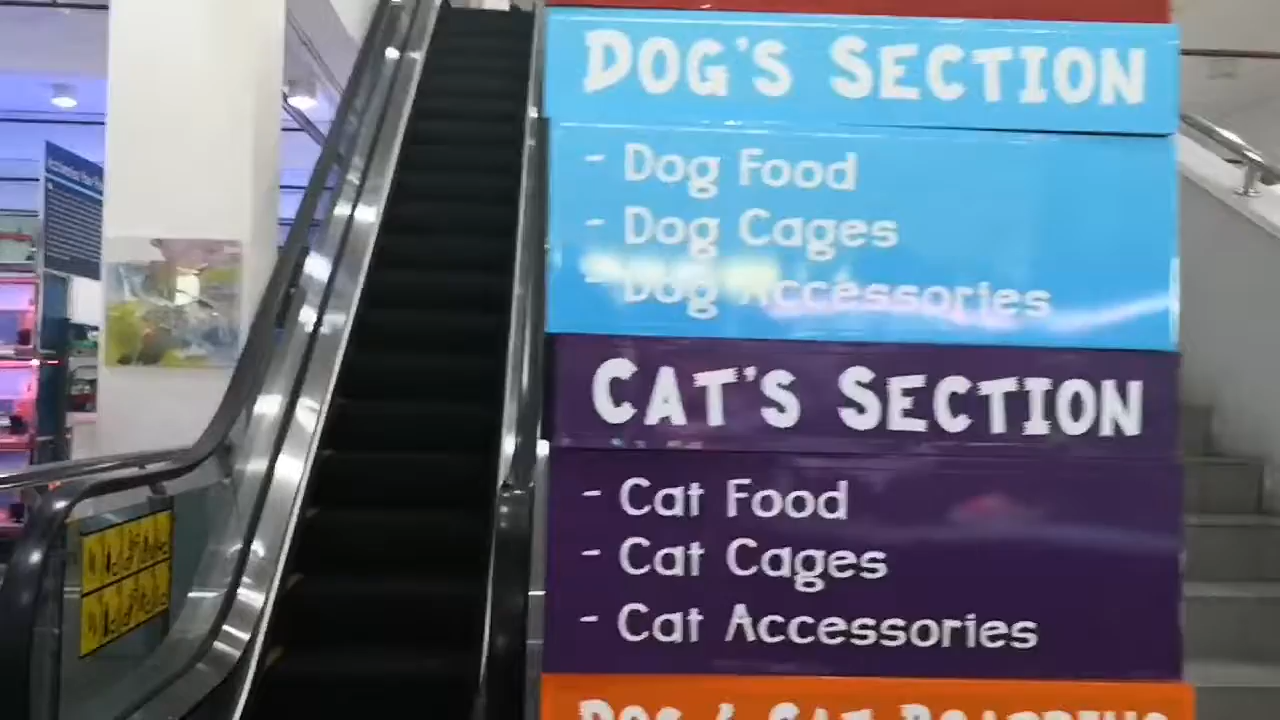 DOG'S SECTION
- Dog Food
- Dog Cages
- Dog Accessories
CAT'S SECTION
- Cat Food
- Cat Cages
- Cat Accessories